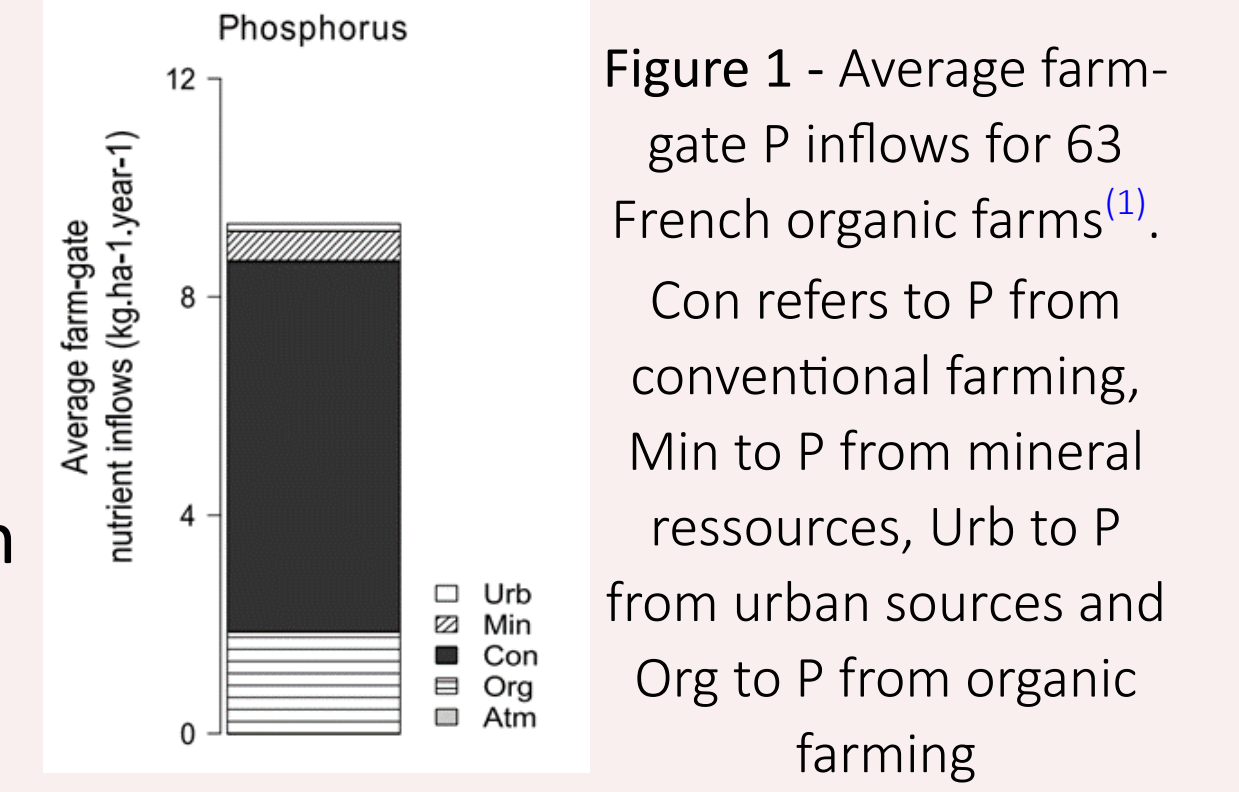 Phosphorus
12
8
4
0
Average farm-gate
nutrient inflows (kg.ha-1.year-1)
Urb
Min
Con
Org
Atm
Figure 1 - Average farm-
gate P inflows for 63
French organic farms(1).
Con refers to P from
conventional farming,
Min to P from mineral
ressources, Urb to P
from urban sources and
Org to P from organic
farming